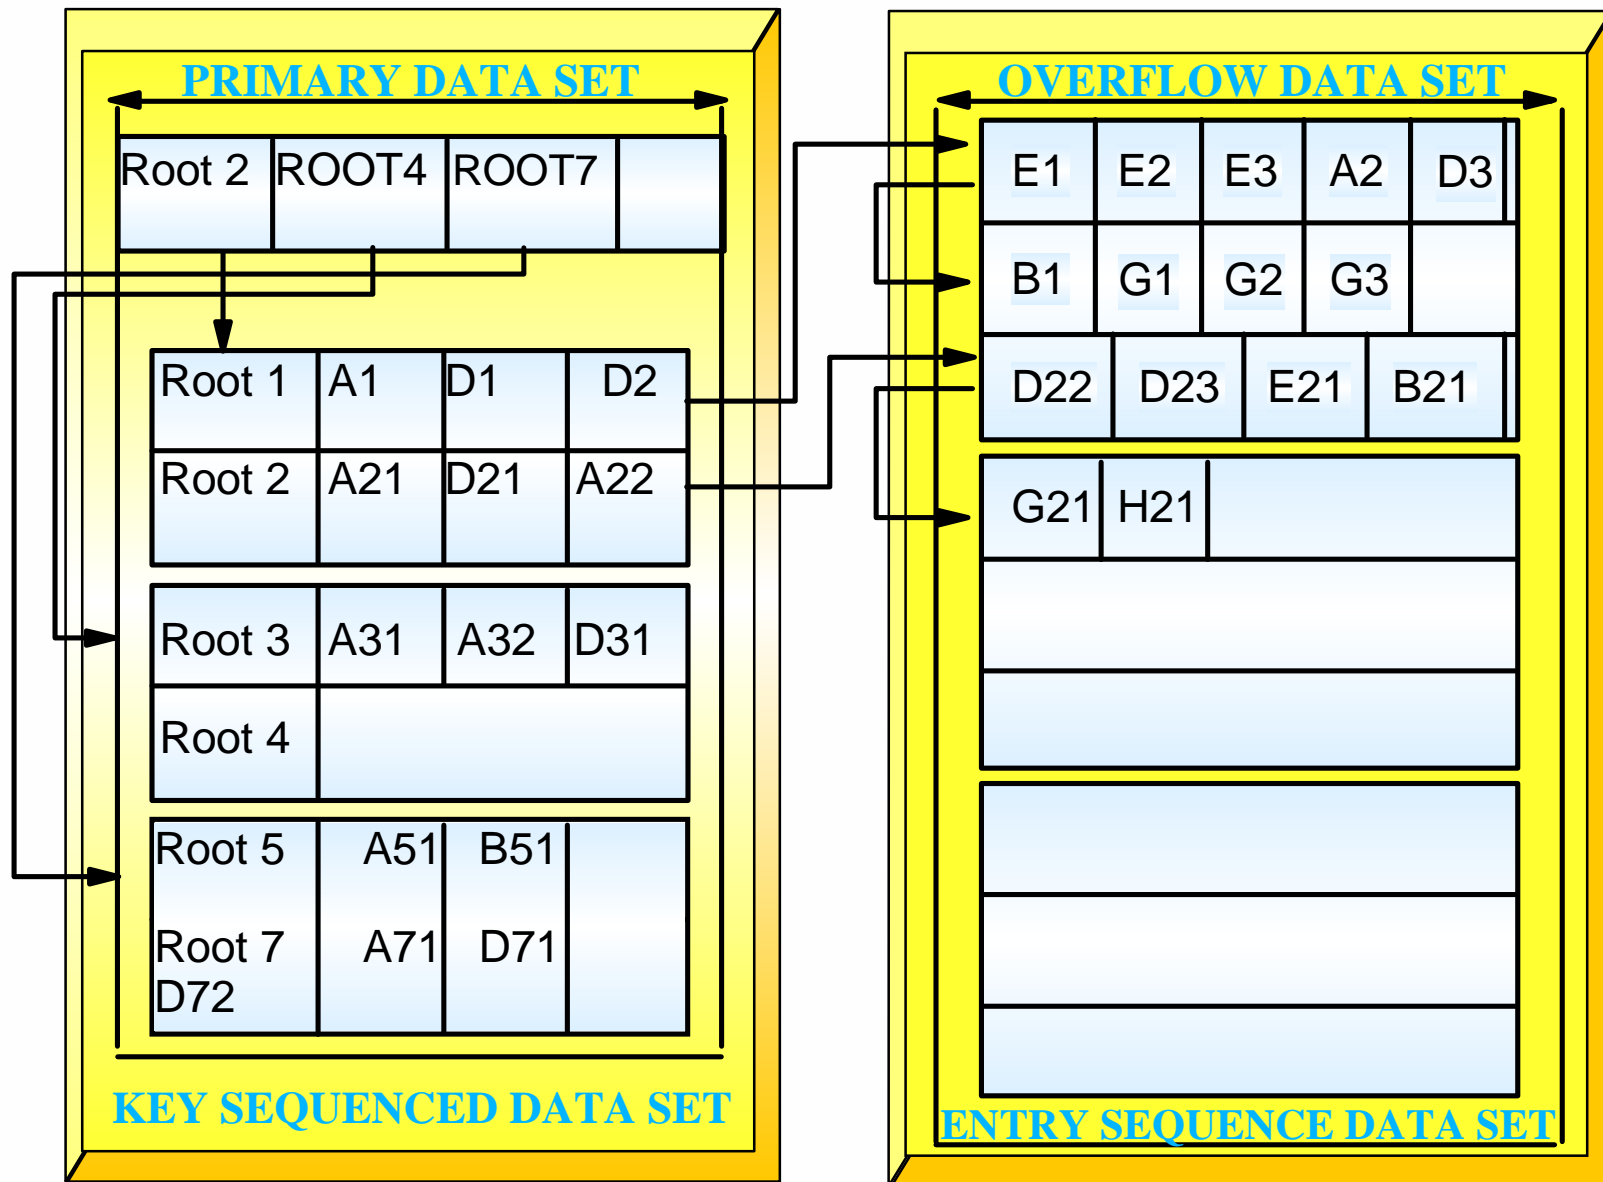 PRIMARY DATA SET
Root 2 ROOT4 ROOT7
Root 1 A1 D1 D2
Root 2 A21 D21 A22
Root 3 A31 A32 D31
Root 4
Root 5 A51 B51
Root 7 A71 D71
D72
KEY SEQUENCED DATA SET
OVERFLOW DATA SET
E1 E2 E3 A2 D3
B1 G1 G2 G3
D22 D23 E21 B21
G21 H21
ENTRY SEQUENCE DATA SET